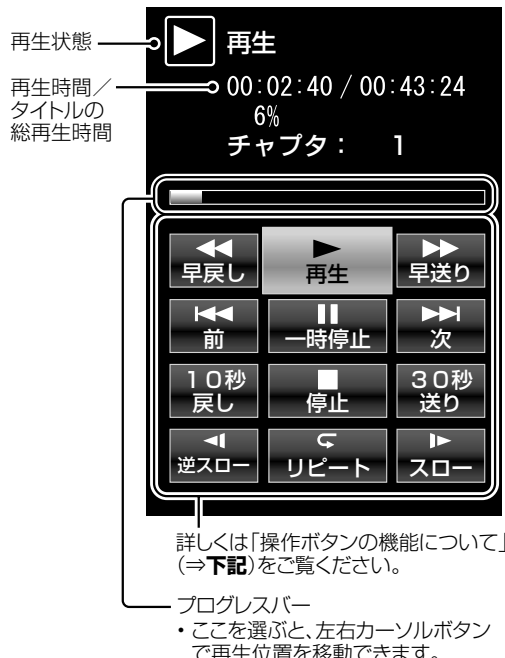 再生状態
再生
再生時間／
タイトルの
総再生時間
00:02:40 / 00:43:24
6%
チャプタ： 1
早戻し
再生
早送り
前
一時停止
次
10秒
戻し
停止
30秒
送り
逆スロー
リピート
スロー
詳しくは「操作ボタンの機能について」
(⇒下記)をご覧ください。
プログレスバー
・ここを選ぶと、左右カーソルボタン
で再生位置を移動できます。